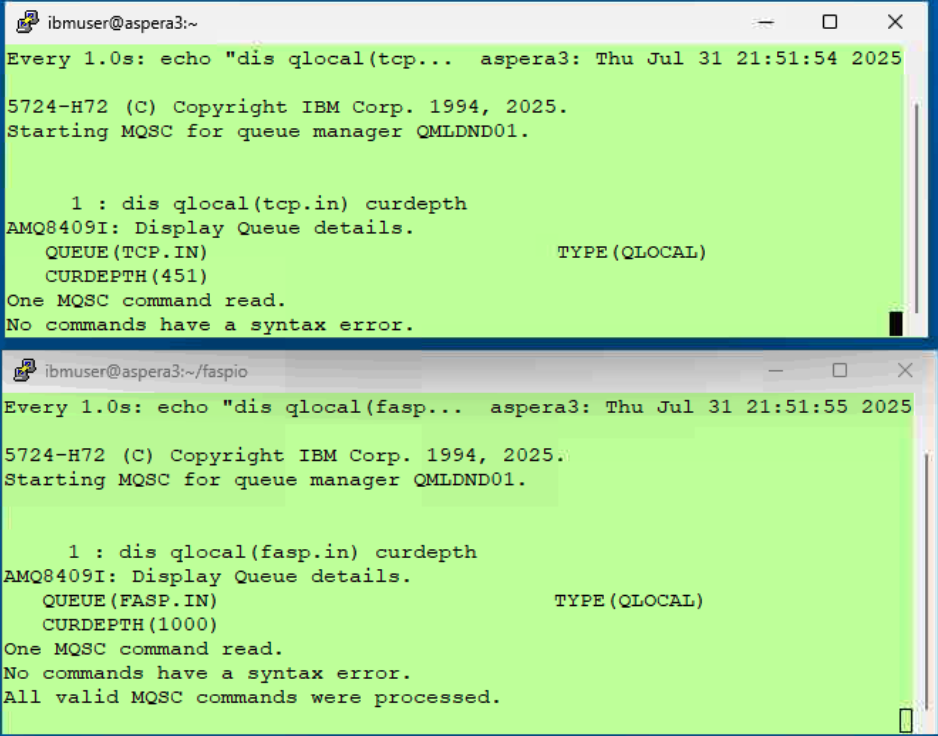 ibmuser@aspera3:~
Every 1.0s: echo "dis qlocal(tcp...  aspera3: Thu Jul 31 21:51:54 2025
5724-H72 (C) Copyright IBM Corp. 1994, 2025.
Starting MQSC for queue manager QMLDND01.
1 : dis qlocal(tcp.in) curdepth
AMQ8409I: Display Queue details.
QUEUE(TCP.IN) TYPE(QLOCAL)
CURDEPTH(451)
One MQSC command read.
No commands have a syntax error.
ibmuser@aspera3:~/faspio
Every 1.0s: echo "dis qlocal(fasp...  aspera3: Thu Jul 31 21:51:55 2025
5724-H72 (C) Copyright IBM Corp. 1994, 2025.
Starting MQSC for queue manager QMLDND01.
1 : dis qlocal(fasp.in) curdepth
AMQ8409I: Display Queue details.
QUEUE(FASP.IN) TYPE(QLOCAL)
CURDEPTH(1000)
One MQSC command read.
No commands have a syntax error.
All valid MQSC commands were processed.